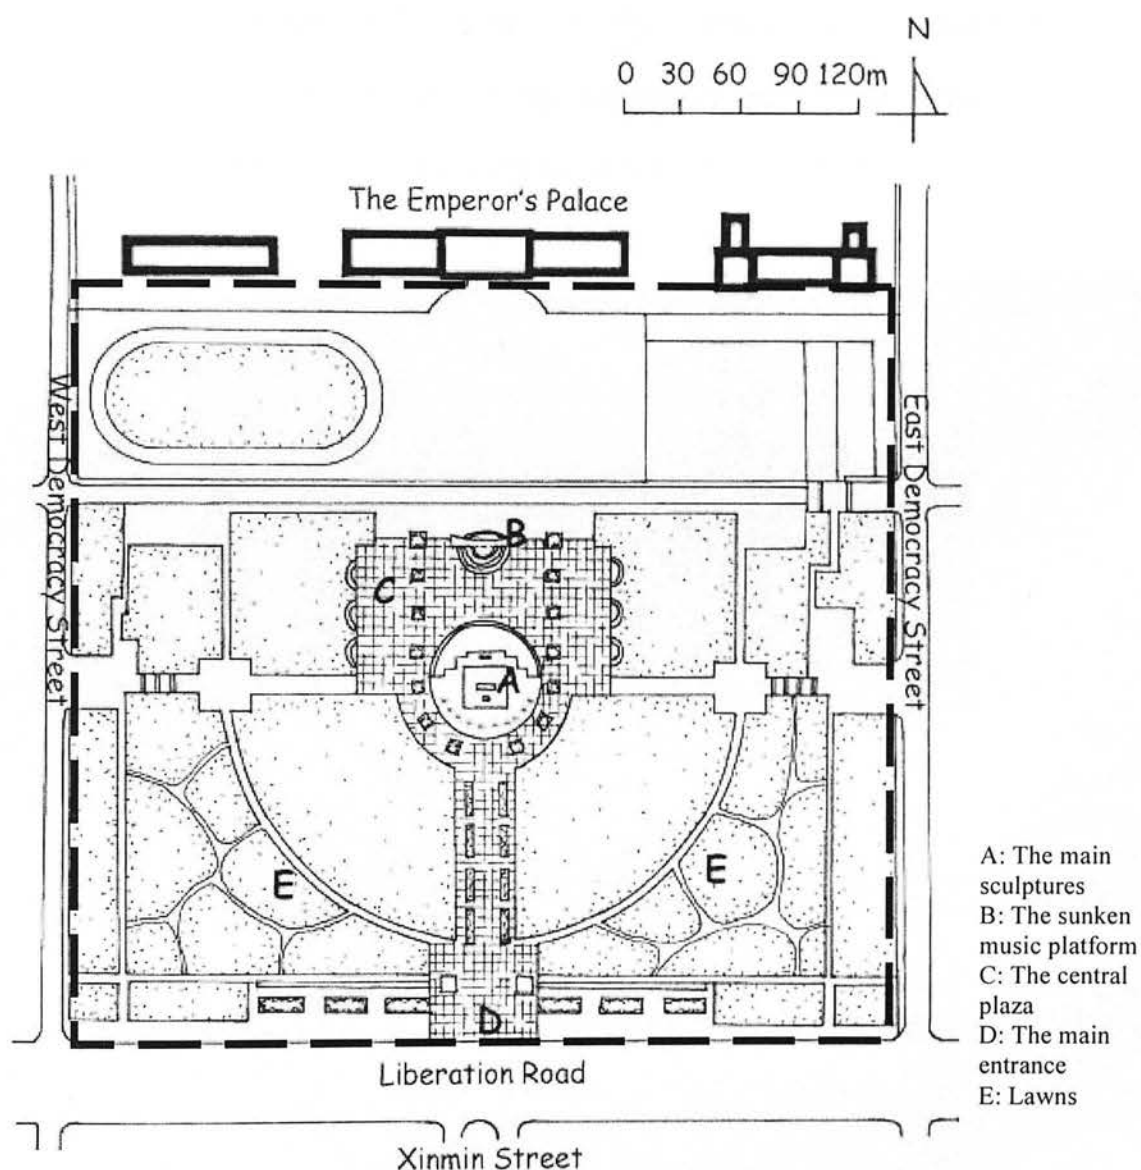 N
0 30 60 90 120m
The Emperor's Palace
West Democracy Street
East Democracy Street
B
C
A
E
E
D
A: The main
sculptures
B: The sunken
music platform
C: The central
plaza
D: The main
entrance
E: Lawns
Liberation Road
Xinmin Street